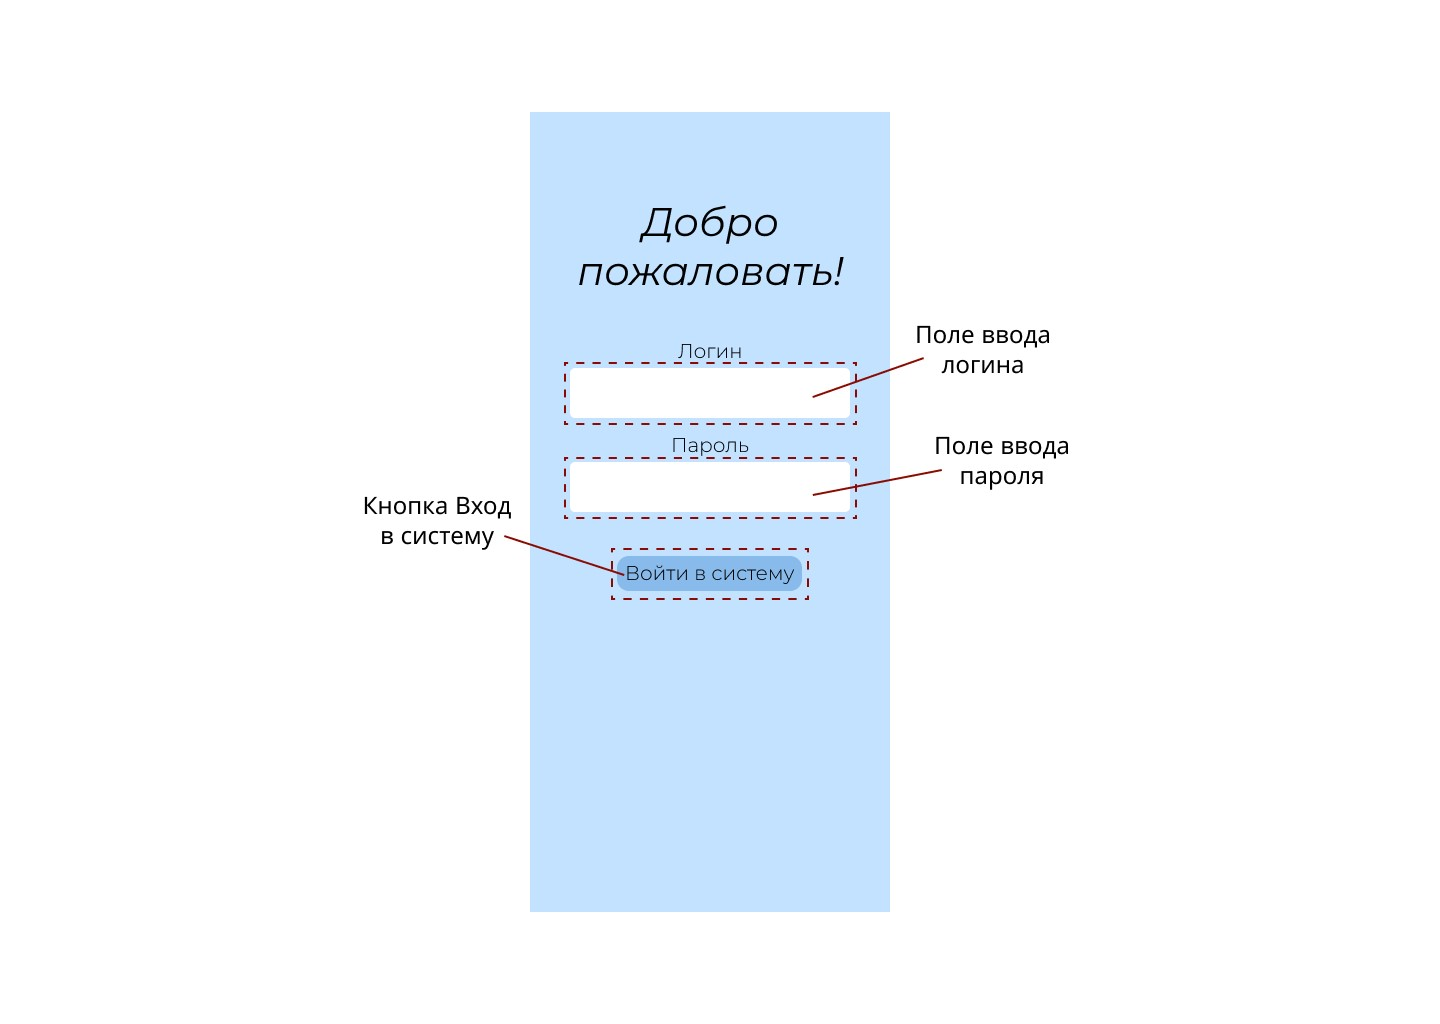 Добро
пожаловать!
Логин
Поле ввода
логина
Пароль
Поле ввода
пароля
Кнопка Вход
в систему
Войти в систему